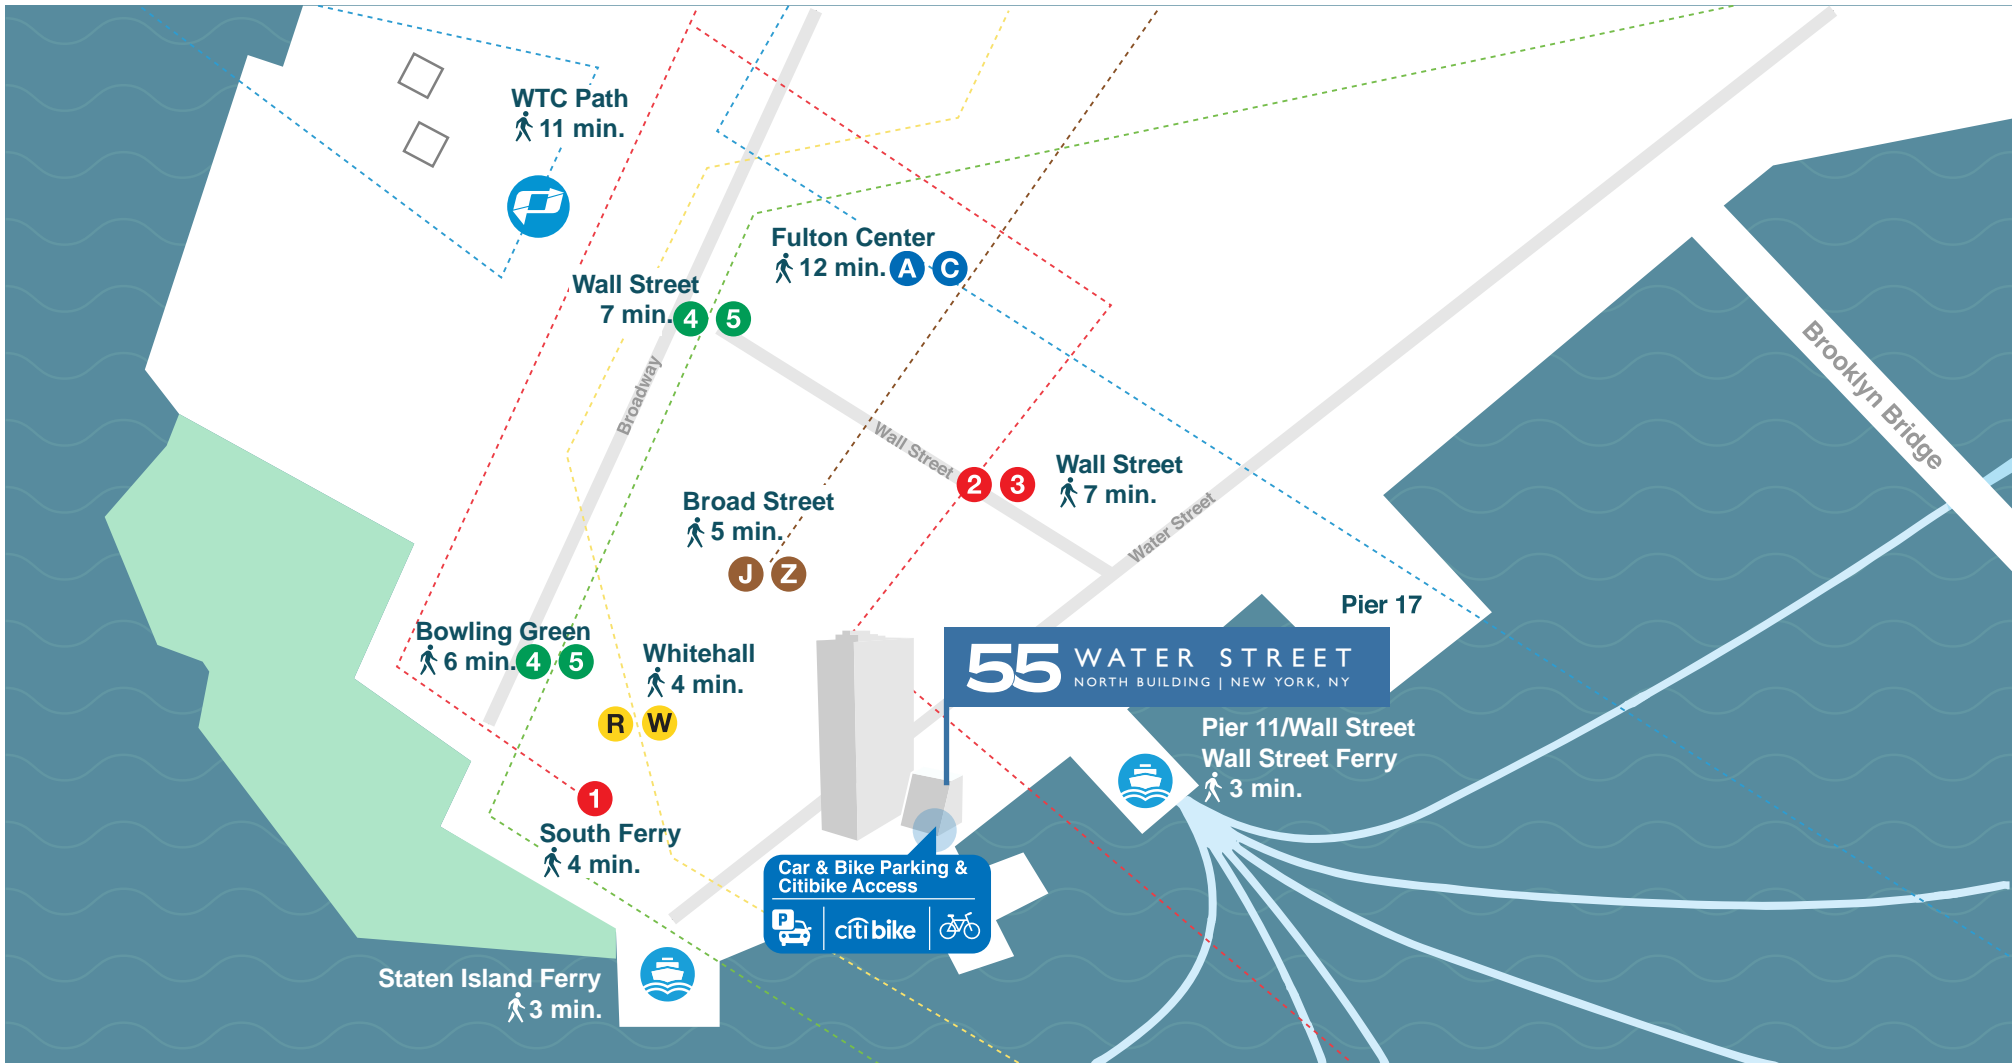 WTC Path
11 min.
Fulton Center
12 min. A C
Wall Street
7 min. 4 5
Broadway
Wall Street
2 3
Wall Street
7 min.
Water Street
Brooklyn Bridge
Broad Street
5 min.
J Z
Pier 17
Bowling Green
6 min. 4 5
Whitehall
4 min.
R W
55 WATER STREET
NORTH BUILDING | NEW YORK, NY
Pier 11/Wall Street
Wall Street Ferry
3 min.
1
South Ferry
4 min.
Car & Bike Parking &
Citibike Access
P
citi bike
Staten Island Ferry
3 min.